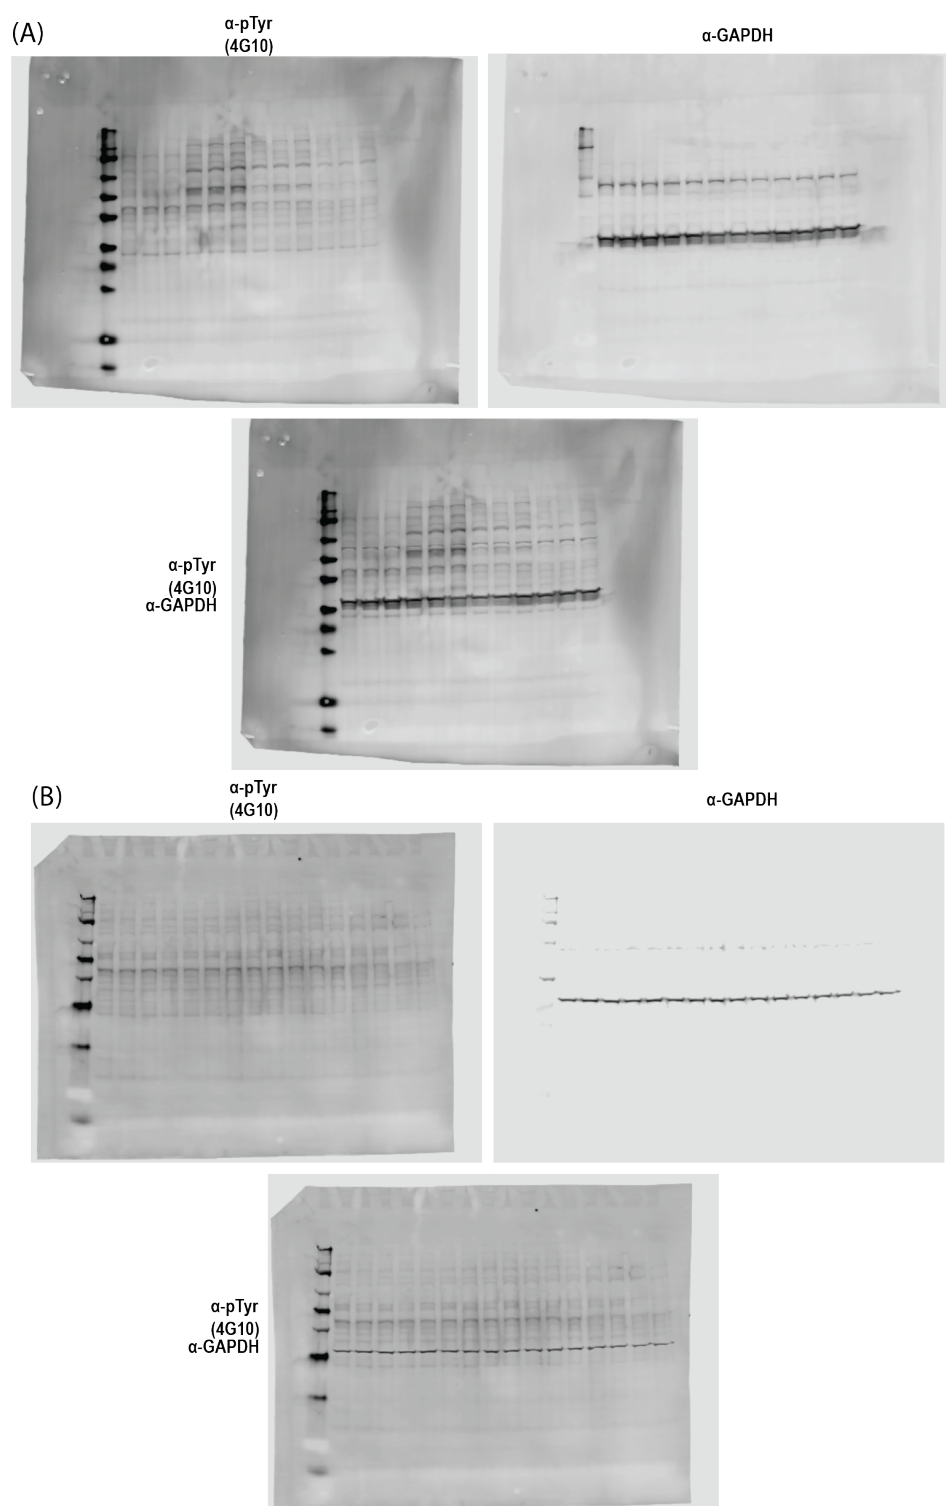 (A)
α-pTyr
(4G10)
α-GAPDH
α-pTyr
(4G10)
α-GAPDH
(B)
α-pTyr
(4G10)
α-GAPDH
α-pTyr
(4G10)
α-GAPDH